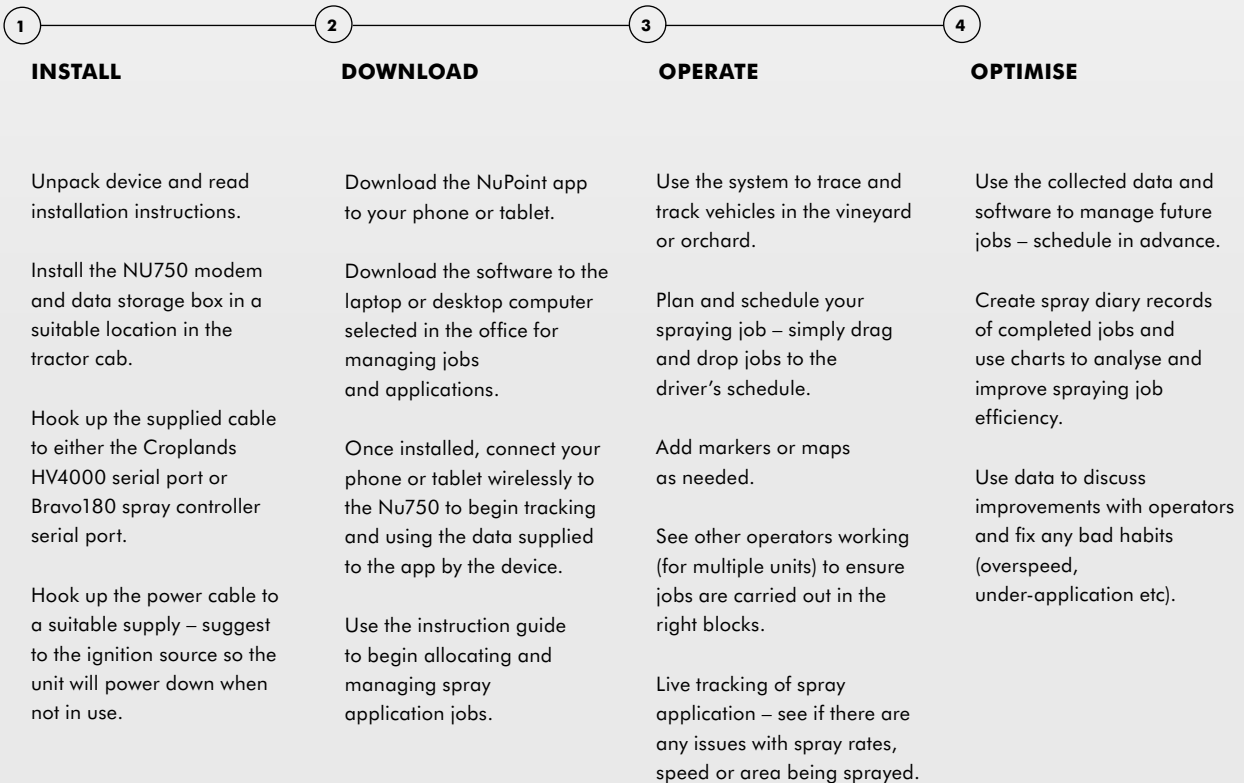 1
2
3
4
INSTALL
DOWNLOAD
OPERATE
OPTIMISE
Unpack device and read
installation instructions.
Install the NU750 modem
and data storage box in a
suitable location in the
tractor cab.
Hook up the supplied cable
to either the Croplands
HV4000 serial port or
Bravo180 spray controller
serial port.
Hook up the power cable to
a suitable supply – suggest
to the ignition source so the
unit will power down when
not in use.
Download the NuPoint app
to your phone or tablet.
Download the software to the
laptop or desktop computer
selected in the office for
managing jobs
and applications.
Once installed, connect your
phone or tablet wirelessly to
the Nu750 to begin tracking
and using the data supplied
to the app by the device.
Use the instruction guide
to begin allocating and
managing spray
application jobs.
Use the system to trace and
track vehicles in the vineyard
or orchard.
Plan and schedule your
spraying job – simply drag
and drop jobs to the
driver’s schedule.
Add markers or maps
as needed.
See other operators working
(for multiple units) to ensure
jobs are carried out in the
right blocks.
Live tracking of spray
application – see if there are
any issues with spray rates,
speed or area being sprayed.
Use the collected data and
software to manage future
jobs – schedule in advance.
Create spray diary records
of completed jobs and
use charts to analyse and
improve spraying job
efficiency.
Use data to discuss
improvements with operators
and fix any bad habits
(overspeed,
under-application etc).